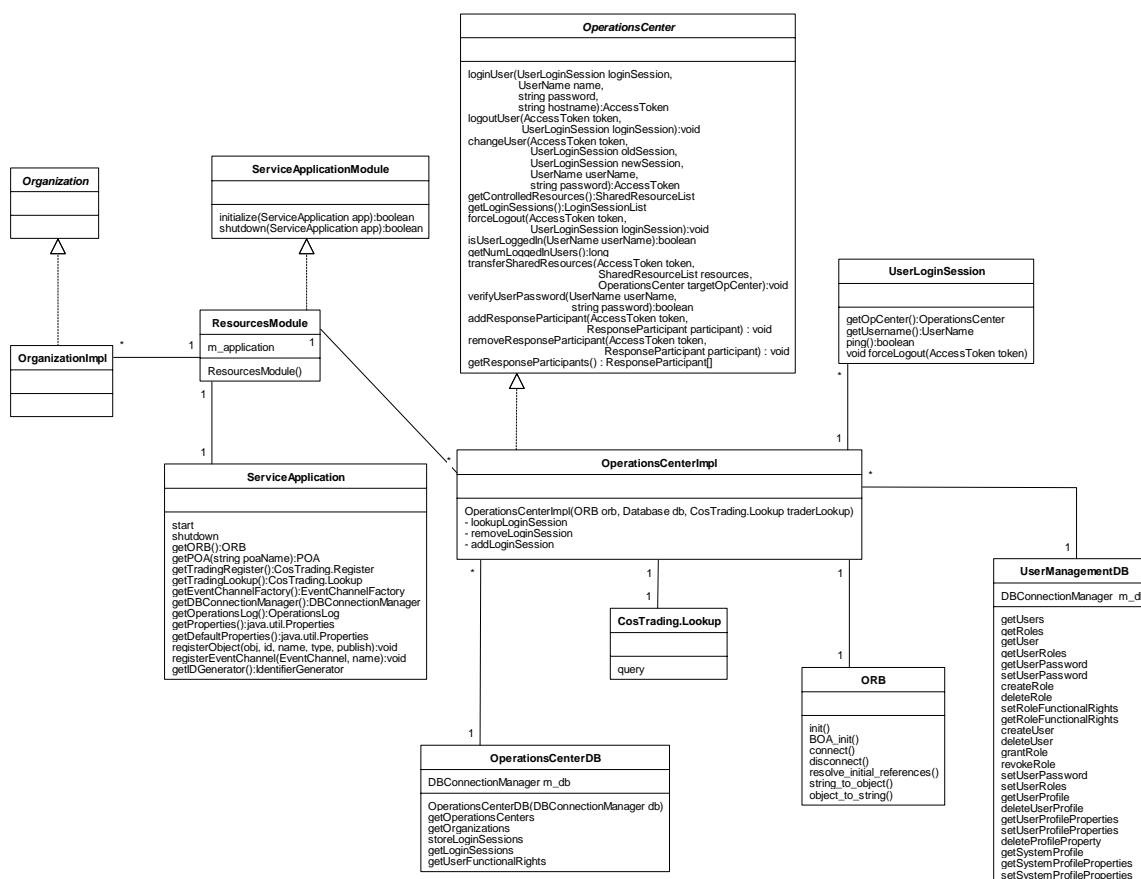 OperationsCenter
loginUser(UserLoginSession loginSession,
UserName name,
string password,
string hostname):AccessToken
logoutUser(AccessToken token,
UserLoginSession loginSession):void
changeUser(AccessToken token,
UserLoginSession oldSession,
UserLoginSession newSession,
UserName userName,
string password):AccessToken
getControlledResources():SharedResourceList
getLoginSessions():LoginSessionList
forceLogout(AccessToken token,
UserLoginSession loginSession):void
isUserLoggedIn(UserName userName):boolean
getNumLoggedInUsers():long
transferSharedResources(AccessToken token,
SharedResourceList resources,
OperationsCenter targetOpCenter):void
verifyUserPassword(UserName userName,
string password):boolean
addResponseParticipant(AccessToken token,
ResponseParticipant participant) : void
removeResponseParticipant(AccessToken token,
ResponseParticipant participant) : void
getResponseParticipants() : ResponseParticipant[]
Organization
ServiceApplicationModule
initialize(ServiceApplication app):boolean
shutdown(ServiceApplication app):boolean
UserLoginSession
getOpCenter():OperationsCenter
getUsername():UserName
ping():boolean
void forceLogout(AccessToken token)
OrganizationImpl
*
1
ResourcesModule
m_application
1
ResourcesModule()
1
1
*
*
1
ServiceApplication
start
shutdown
getORB():ORB
getPOA(string poaName):POA
getTradingRegister():CosTrading.Register
getTradingLookup():CosTrading.Lookup
getEventChannelFactory():EventChannelFactory
getDBConnectionManager():DBConnectionManager
getOperationsLog():OperationsLog
getProperties():java.util.Properties
getDefaultProperties():java.util.Properties
registerObject(obj, id, name, type, publish):void
registerEventChannel(EventChannel, name):void
getIDGenerator():IdentifierGenerator
OperationsCenterImpl
OperationsCenterImpl(ORB orb, Database db, CosTrading.Lookup traderLookup)
- lookupLoginSession
- removeLoginSession
- addLoginSession
*
1
*
1
1
1
CosTrading.Lookup
query
1
1
ORB
init()
BOA_init()
connect()
disconnect()
resolve_initial_references()
string_to_object()
object_to_string()
1
OperationsCenterDB
DBConnectionManager m_db
OperationsCenterDB(DBConnectionManager db)
getOperationsCenters
getOrganizations
storeLoginSessions
getLoginSessions
getUserFunctionalRights
UserManagementDB
DBConnectionManager m_d
getUsers
getRoles
getUser
getUserRoles
getUserPassword
setUserPassword
createRole
deleteRole
setRoleFunctionalRights
getRoleFunctionalRights
createUser
deleteUser
grantRole
revokeRole
setUserPassword
setUserRoles
getUserProfile
deleteUserProfile
getUserProfileProperties
setUserProfileProperties
deleteProfileProperty
getSystemProfile
getSystemProfileProperties
setSystemProfileProperties